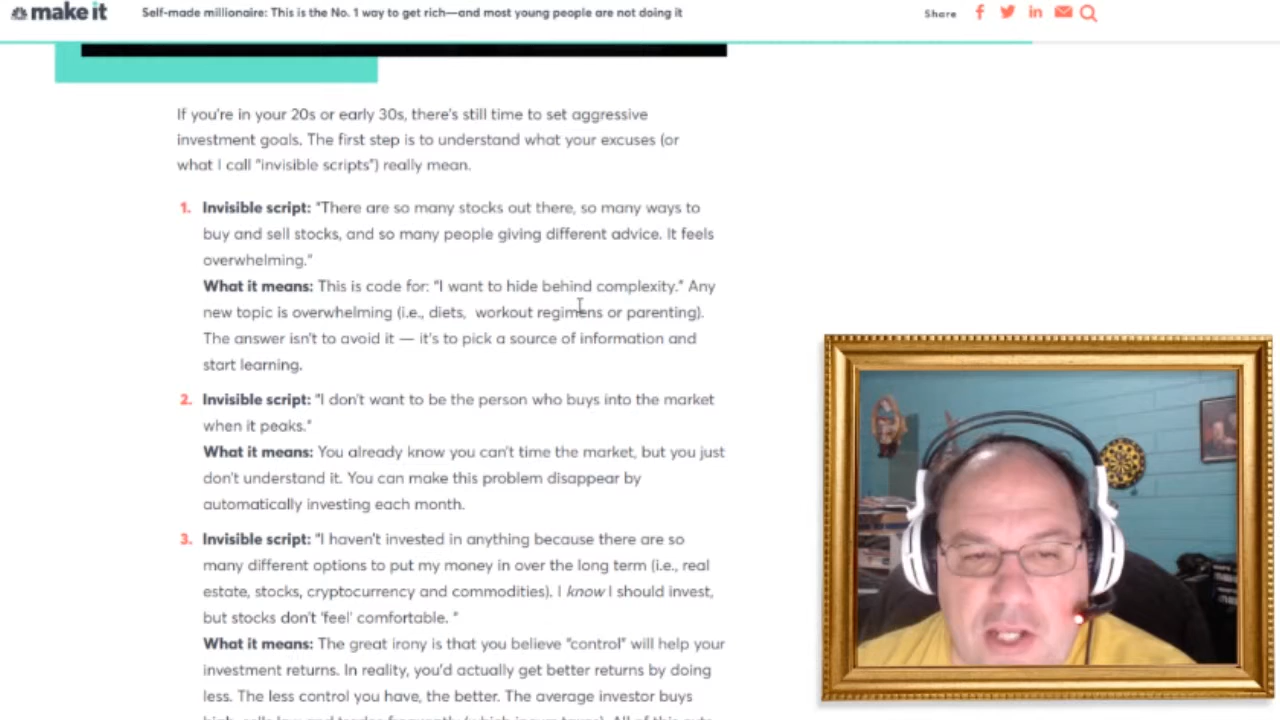 make it
Self-made millionaire: This is the No. 1 way to get rich—and most young people are not doing it
Share
If you're in your 20s or early 30s, there's still time to set aggressive
investment goals. The first step is to understand what your excuses (or
what I call "invisible scripts") really mean.
1. Invisible script: "There are so many stocks out there, so many ways to
buy and sell stocks, and so many people giving different advice. It feels
overwhelming."
What it means: This is code for: "I want to hide behind complexity." Any
new topic is overwhelming (i.e., diets, workout regimens or parenting).
The answer isn't to avoid it — it's to pick a source of information and
start learning.
2. Invisible script: "I don't want to be the person who buys into the market
when it peaks."
What it means: You already know you can't time the market, but you just
don't understand it. You can make this problem disappear by
automatically investing each month.
3. Invisible script: "I haven't invested in anything because there are so
many different options to put my money in over the long term (i.e., real
estate, stocks, cryptocurrency and commodities). I know I should invest,
but stocks don't 'feel' comfortable. "
What it means: The great irony is that you believe "control" will help your
investment returns. In reality, you'd actually get better returns by doing
less. The less control you have, the better. The average investor buys